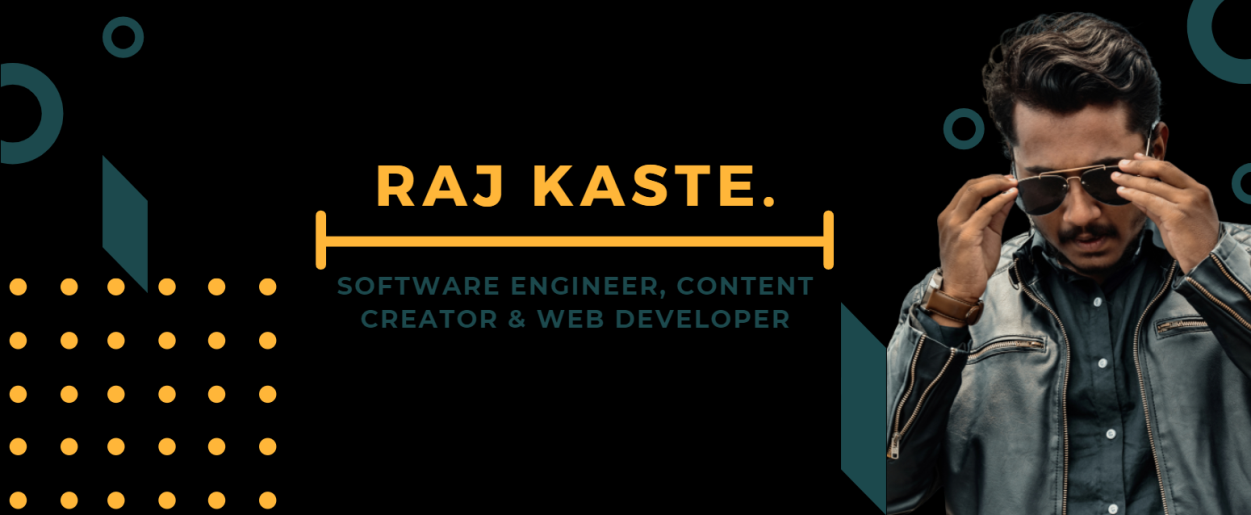 RAJ KASTE.
SOFTWARE ENGINEER, CONTENT
CREATOR & WEB DEVELOPER